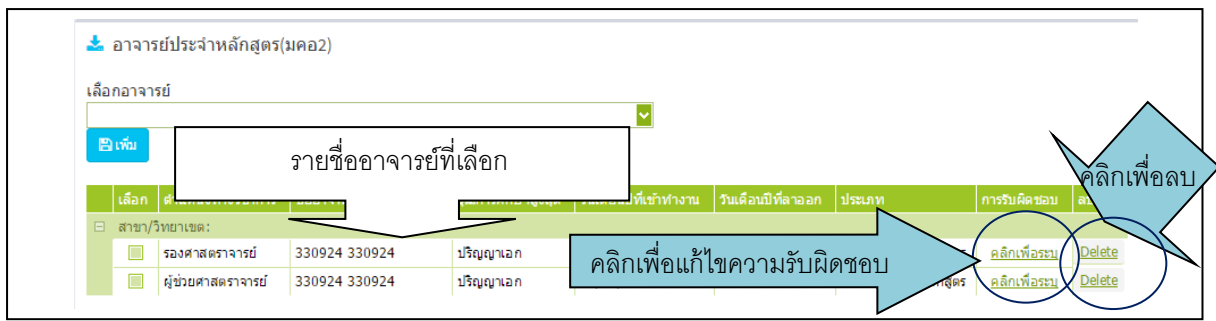 อาจารย์ประจำหลักสูตร(มคอ2)
เลือกอาจารย์
เพิ่ม
รายชื่ออาจารย์ที่เลือก
คลิกเพื่อลบ
เลือก วันเดือนปีที่ลาออก ประเภท การรับผิดชอบ
สาขา/วิทยาเขต:
รองศาสตราจารย์ 330924 330924 ปริญญาเอก คลิกเพื่อระบุ Delete
คลิกเพื่อแก้ไขความรับผิดชอบ
ผู้ช่วยศาสตราจารย์ 330924 330924 ปริญญาเอก คลิกเพื่อระบุ Delete